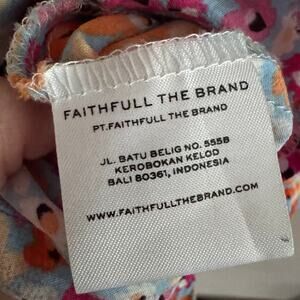 FAITHFULL THE BRAND
PT.FAITHFULL THE BRAND
JL. BATU BELIG NO. 555B
KEROBOKAN KELOD
BALI 80361, INDONESIA
WWW.FAITHFULLTHEBRAND.COM